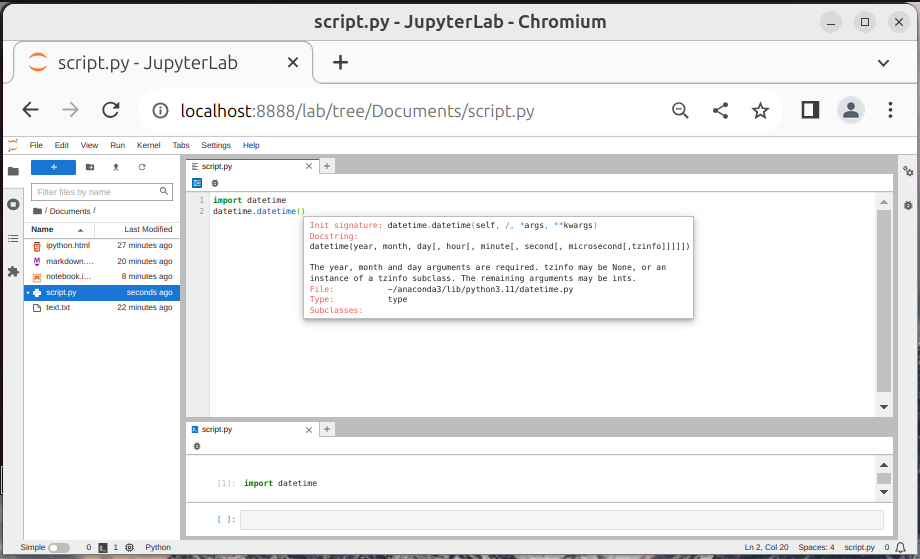 script.py - JupyterLab - Chromium
script.py - JupyterLab
localhost:8888/lab/tree/Documents/script.py
File Edit View Run Kernel Tabs Settings Help
Filter files by name
/ Documents /
Name Last Modified
ipython.html 27 minutes ago
markdown.... 20 minutes ago
notebook.i... 8 minutes ago
script.py seconds ago
text.txt 22 minutes ago
script.py
1 import datetime
2 datetime.datetime()
Init signature: datetime.datetime(self, /, *args, **kwargs)
Docstring:
datetime(year, month, day[, hour[, minute[, second[, microsecond[,tzinfo]]]]])
The year, month and day arguments are required. tzinfo may be None, or an
instance of a tzinfo subclass. The remaining arguments may be ints.
File: ~/anaconda3/lib/python3.11/datetime.py
Type: type
Subclasses:
script.py
[1]: import datetime
[ ]:
Simple 0 1 Python Ln 2, Col 20 Spaces: 4 script.py 0